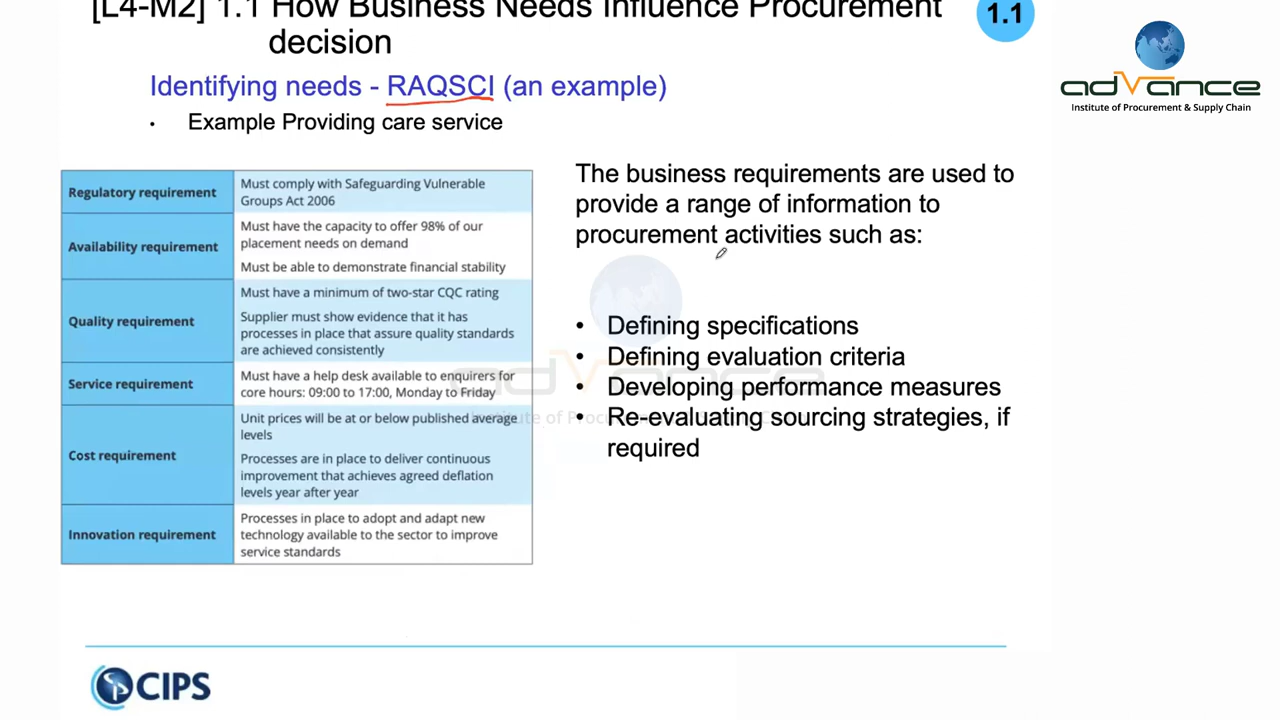 [L4-M2] 1.1 How Business Needs Influence Procurement
decision
1.1
adVance
Institute of Procurement & Supply Chain
Identifying needs - RAQSCI (an example)
• Example Providing care service
Regulatory requirement
Must comply with Safeguarding Vulnerable
Groups Act 2006
Availability requirement
Must have the capacity to offer 98% of our
placement needs on demand
Must be able to demonstrate financial stability
Quality requirement
Must have a minimum of two-star CQC rating
Supplier must show evidence that it has
processes in place that assure quality standards
are achieved consistently
Service requirement
Must have a help desk available to enquirers for
core hours: 09:00 to 17:00, Monday to Friday
Cost requirement
Unit prices will be at or below published average
levels
Processes are in place to deliver continuous
improvement that achieves agreed deflation
levels year after year
Innovation requirement
Processes in place to adopt and adapt new
technology available to the sector to improve
service standards
The business requirements are used to
provide a range of information to
procurement activities such as:
• Defining specifications
• Defining evaluation criteria
• Developing performance measures
• Re-evaluating sourcing strategies, if
required
adVance
Institute of Procurement & Supply Chain
CIPS